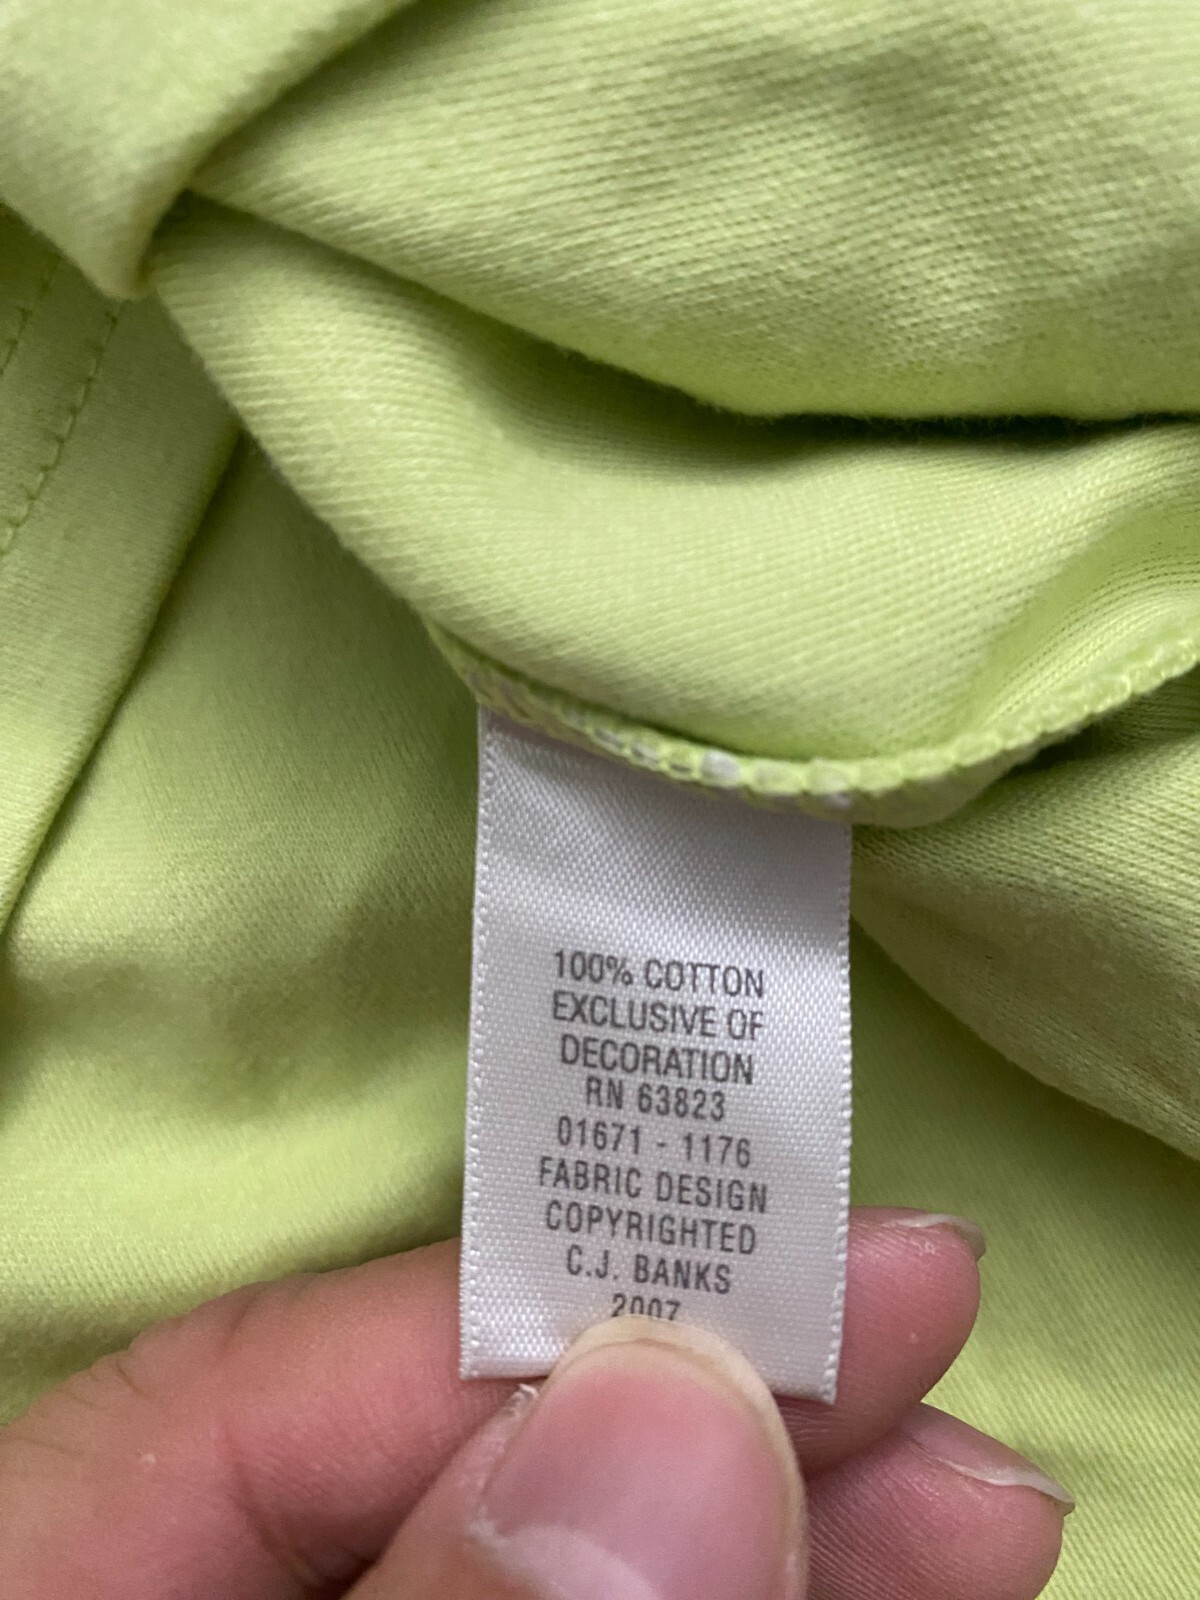 100% COTTON
EXCLUSIVE OF
DECORATION
RN 63823
01671 - 1176
FABRIC DESIGN
COPYRIGHTED
C.J. BANKS
2007